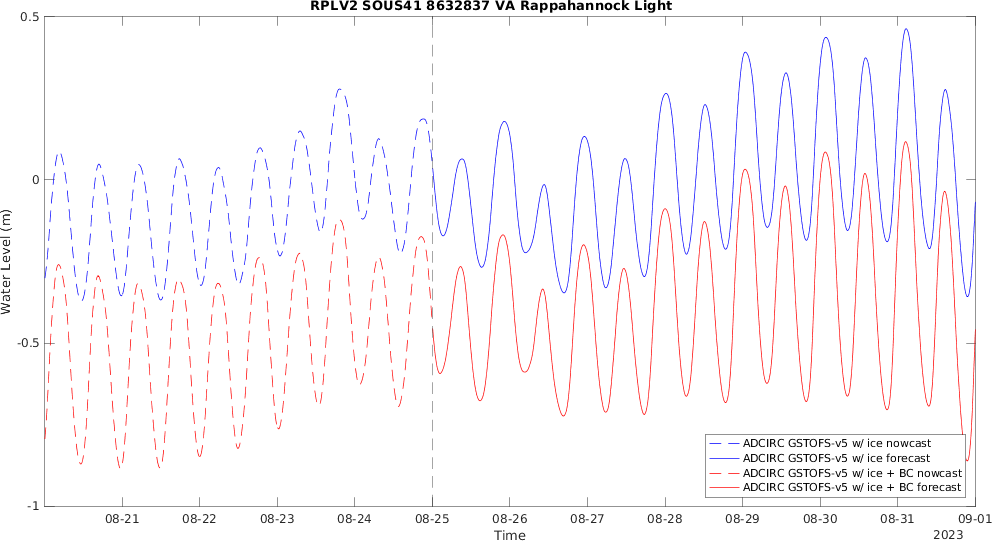 RPLV2 SOUS41 8632837 VA Rappahannock Light
0.5
0
-0.5
-1
Water Level (m)
ADCIRC GSTOFS-v5 w/ ice nowcast
ADCIRC GSTOFS-v5 w/ ice forecast
ADCIRC GSTOFS-v5 w/ ice + BC nowcast
ADCIRC GSTOFS-v5 w/ ice + BC forecast
08-21 08-22 08-23 08-24 08-25 08-26 08-27 08-28 08-29 08-30 08-31 09-01
Time
2023